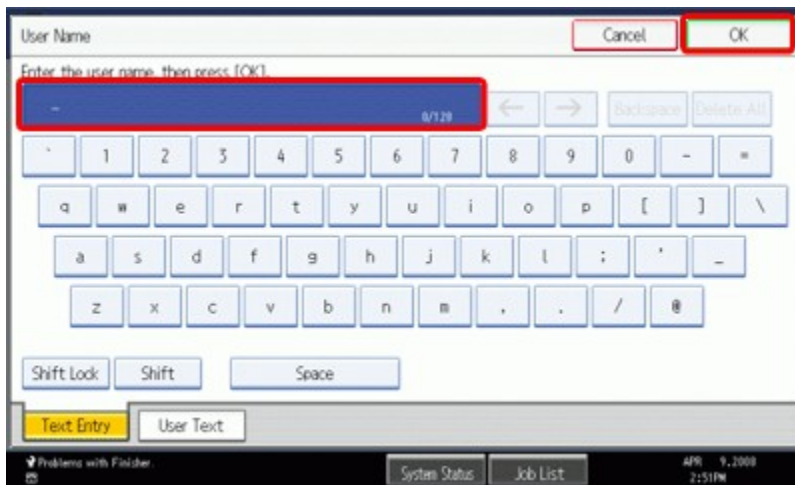 User Name
Cancel
OK
Enter the user name, then press [OK].
_
0/128
← → Backspace Delete All
` 1 2 3 4 5 6 7 8 9 0 - =
q w e r t y u i o p [ ] \
a s d f g h j k l ; ' _
z x c v b n m , . / @
Shift Lock Shift Space
Text Entry User Text
Problems with Finisher.
System Status Job List
APR 9.2008
2:51PM